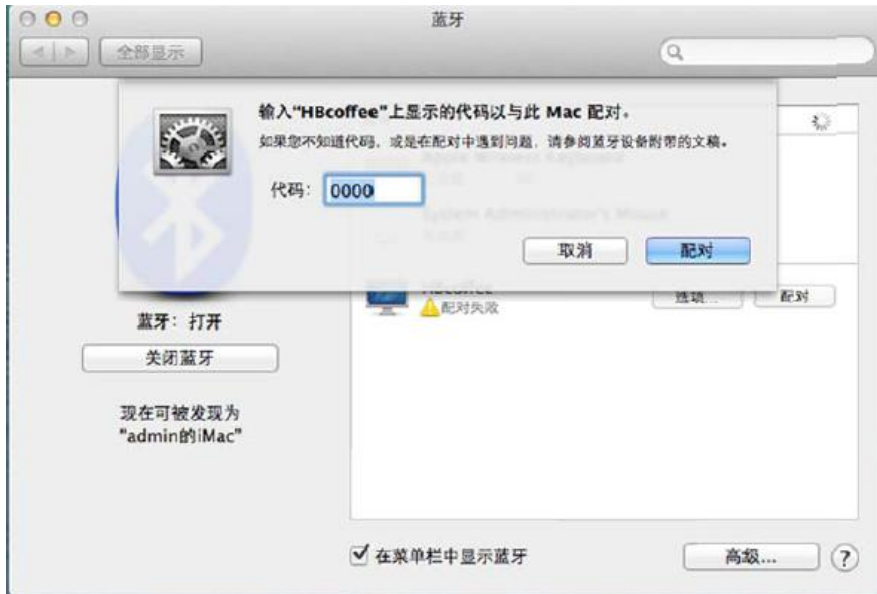 蓝牙
全部显示
输入“HBcoffee”上显示的代码以与此 Mac 配对。
如果您不知道代码，或是在配对中遇到问题，请参阅蓝牙设备附带的文稿。
代码： 0000
取消 配对
HBcoffee
配对失败
选项... 配对
蓝牙：打开
关闭蓝牙
现在可被发现为
"admin的iMac"
在菜单栏中显示蓝牙
高级... ?